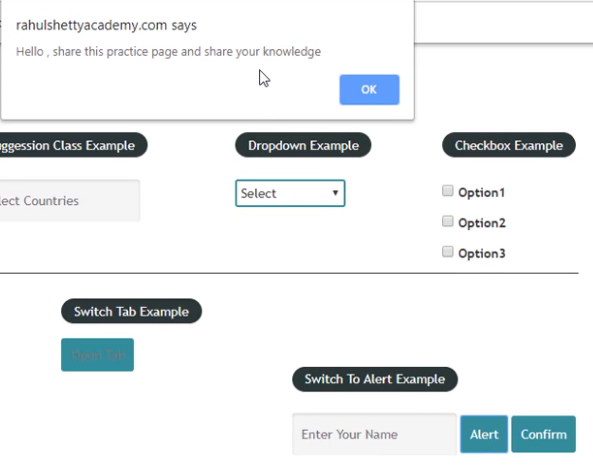 rahulshettyacademy.com says
Hello , share this practice page and share your knowledge
OK
ggession Class Example
Dropdown Example
Checkbox Example
lect Countries
Select
Option1
Option2
Option3
Switch Tab Example
Open Tab
Switch To Alert Example
Enter Your Name
Alert
Confirm